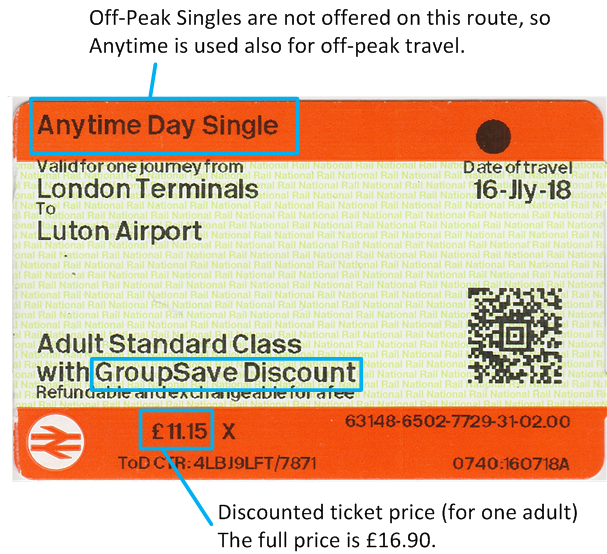 Off-Peak Singles are not offered on this route, so
Anytime is used also for off-peak travel.
Anytime Day Single
Valid for one journey from
Date of travel
London Terminals
16-Jly-18
To
Luton Airport
Adult Standard Class
with GroupSave Discount
Refundable and exchangeable for a fee
£11.15 X
63148-6502-7729-31-02.00
ToD CTR: 4LBJ9LFT/7871
0740:160718A
Discounted ticket price (for one adult)
The full price is £16.90.